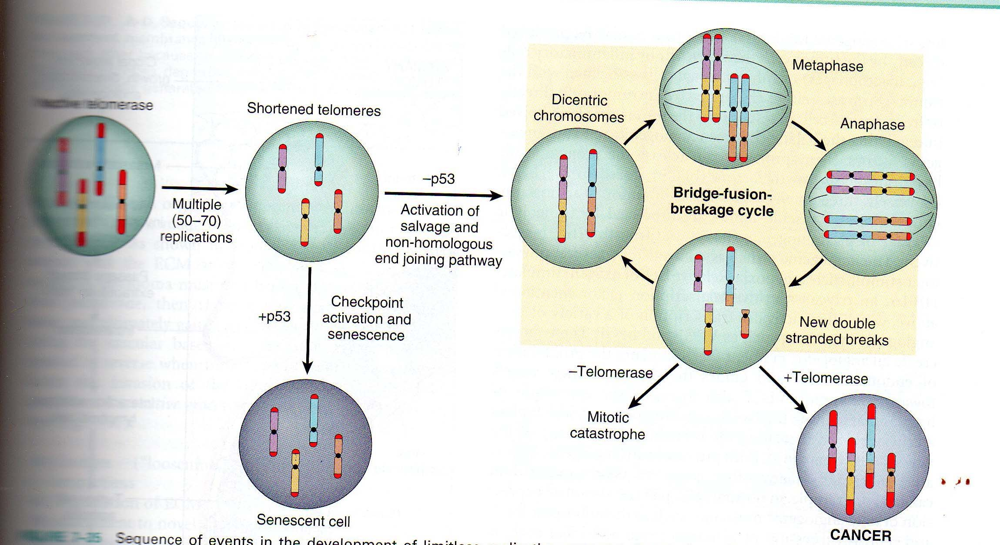 telomerase
Multiple
(50–70)
replications
Shortened telomeres
–p53
Activation of
salvage and
non-homologous
end joining pathway
+p53
Checkpoint
activation and
senescence
Senescent cell
Dicentric
chromosomes
Metaphase
Anaphase
Bridge-fusion-
breakage cycle
New double
stranded breaks
–Telomerase
Mitotic
catastrophe
+Telomerase
CANCER
Sequence of events in the development of limitless